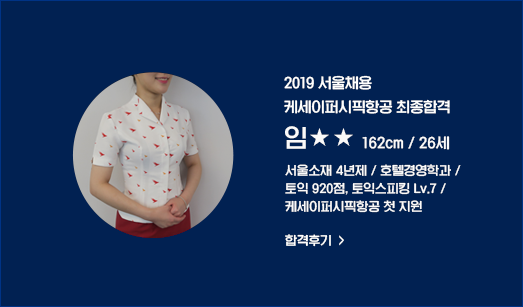 2019 서울채용
케세이퍼시픽항공 최종합격
임★★ 162cm / 26세
서울소재 4년제 / 호텔경영학과 /
토익 920점, 토익스피킹 Lv.7 /
케세이퍼시픽항공 첫 지원
합격후기 >